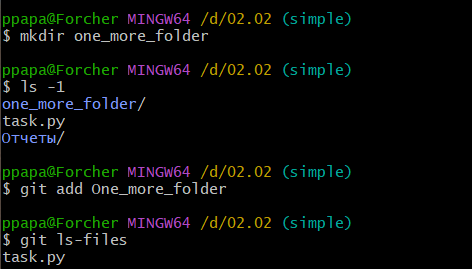 ppapa@Forcher MINGW64 /d/02.02 (simple)
$ mkdir one_more_folder
ppapa@Forcher MINGW64 /d/02.02 (simple)
$ ls -1
one_more_folder/
task.py
Отчеты/
ppapa@Forcher MINGW64 /d/02.02 (simple)
$ git add One_more_folder
ppapa@Forcher MINGW64 /d/02.02 (simple)
$ git ls-files
task.py